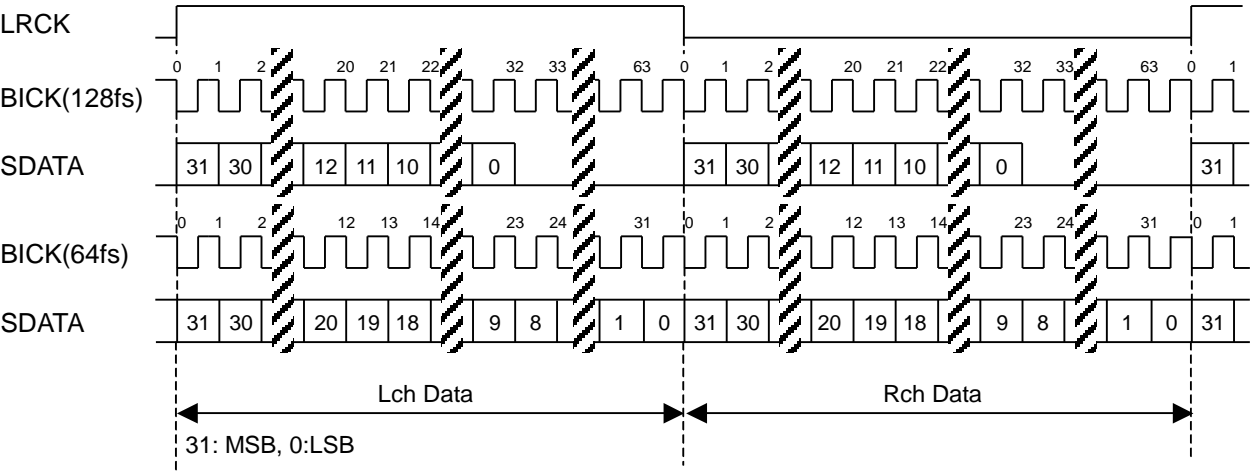 LRCK
0 1 2 20 21 22 32 33 63 0 1 2 20 21 22 32 33 63 0 1
BICK(128fs)
SDATA 31 30 12 11 10 0 31 30 12 11 10 0 31
0 1 2 12 13 14 23 24 31 0 1 2 12 13 14 23 24 31 0 1
BICK(64fs)
SDATA 31 30 20 19 18 9 8 1 0 31 30 20 19 18 9 8 1 0 31
Lch Data Rch Data
31: MSB, 0:LSB